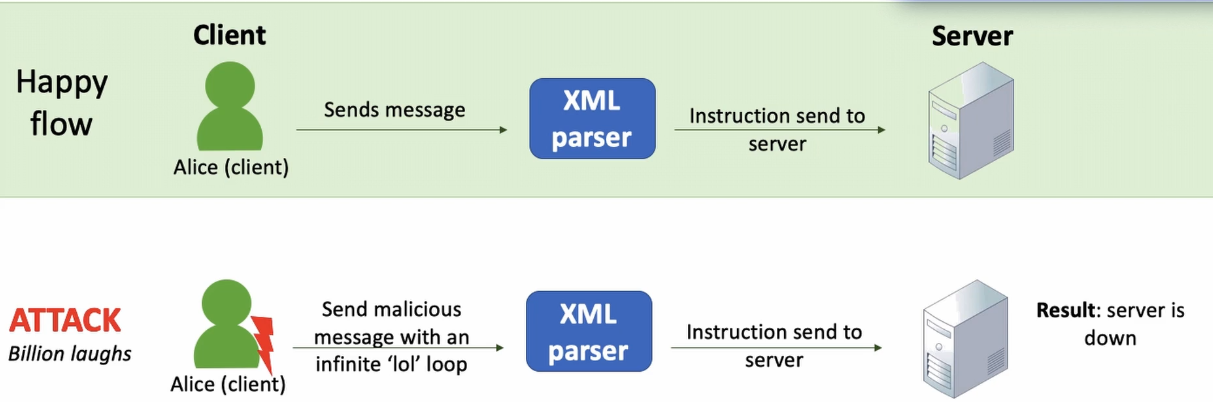 Client
Server
Happy
flow
Sends message
XML
parser
Instruction send to
server
Alice (client)
ATTACK
Billion laughs
Send malicious
message with an
infinite ‘lol’ loop
XML
parser
Instruction send to
server
Result: server is
down
Alice (client)